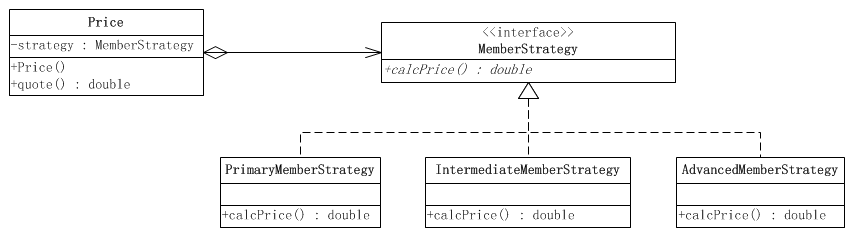 Price
-strategy : MemberStrategy
+Price()
+quote() : double
<<interface>>
MemberStrategy
+calcPrice() : double
PrimaryMemberStrategy
+calcPrice() : double
IntermediateMemberStrategy
+calcPrice() : double
AdvancedMemberStrategy
+calcPrice() : double